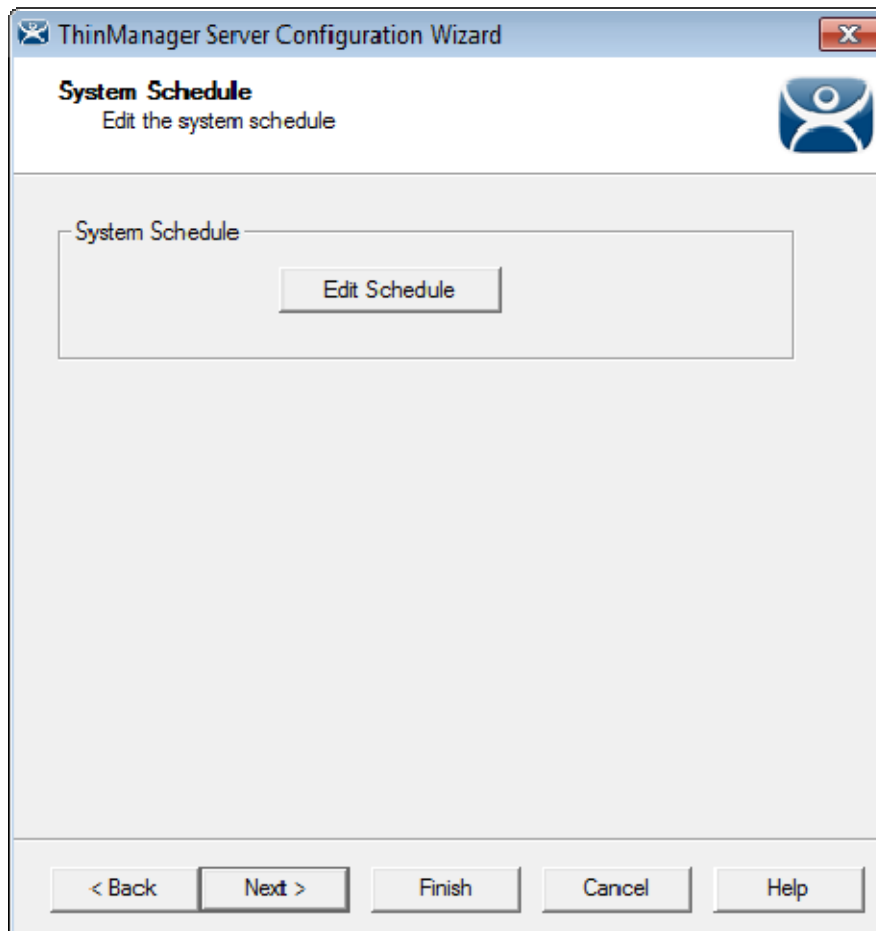 ThinManager Server Configuration Wizard
System Schedule
Edit the system schedule
System Schedule
Edit Schedule
< Back Next > Finish Cancel Help